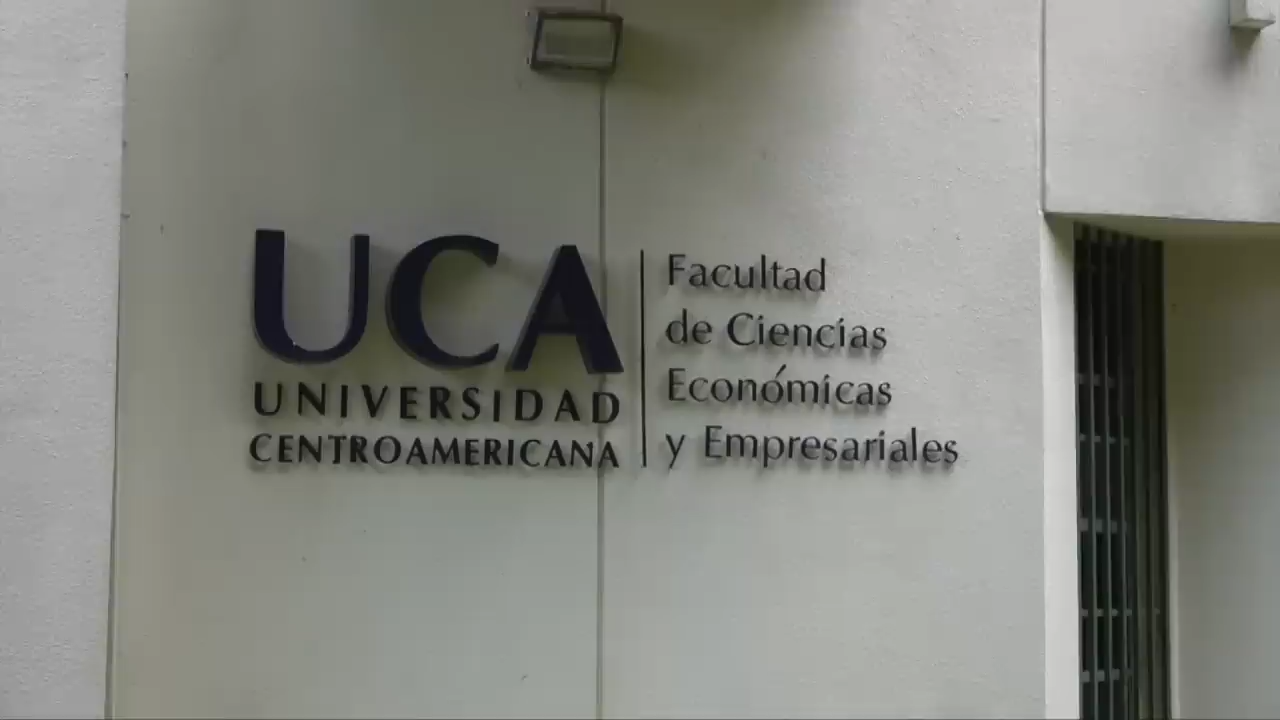 UCA
UNIVERSIDAD
CENTROAMERICANA
Facultad
de Ciencias
Económicas
y Empresariales